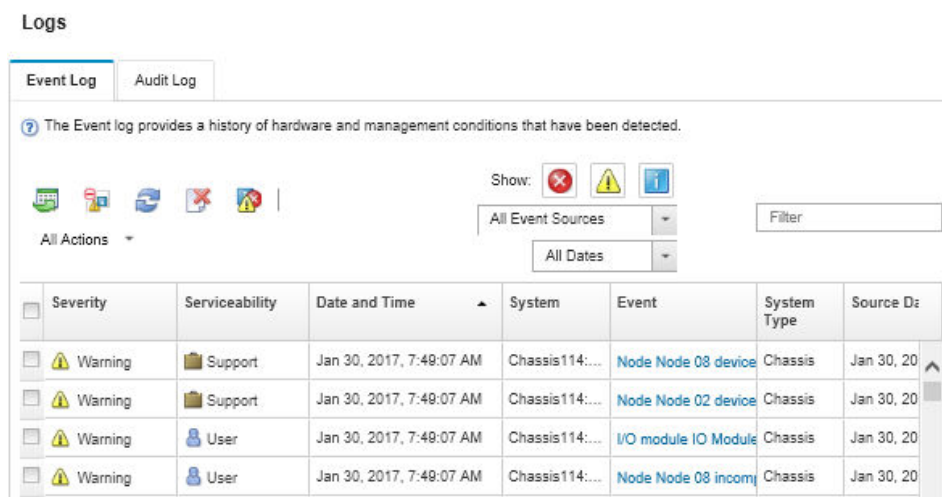 Logs
Event Log Audit Log
The Event log provides a history of hardware and management conditions that have been detected.
Show:
All Event Sources
Filter
All Actions
All Dates
Severity Serviceability Date and Time System Event System Type Source Da
Warning Support Jan 30, 2017, 7:49:07 AM Chassis114:... Node Node 08 device Chassis Jan 30, 20
Warning Support Jan 30, 2017, 7:49:07 AM Chassis114:... Node Node 02 device Chassis Jan 30, 20
Warning User Jan 30, 2017, 7:49:07 AM Chassis114:... I/O module IO Module Chassis Jan 30, 20
Warning User Jan 30, 2017, 7:49:07 AM Chassis114:... Node Node 08 incom Chassis Jan 30, 20